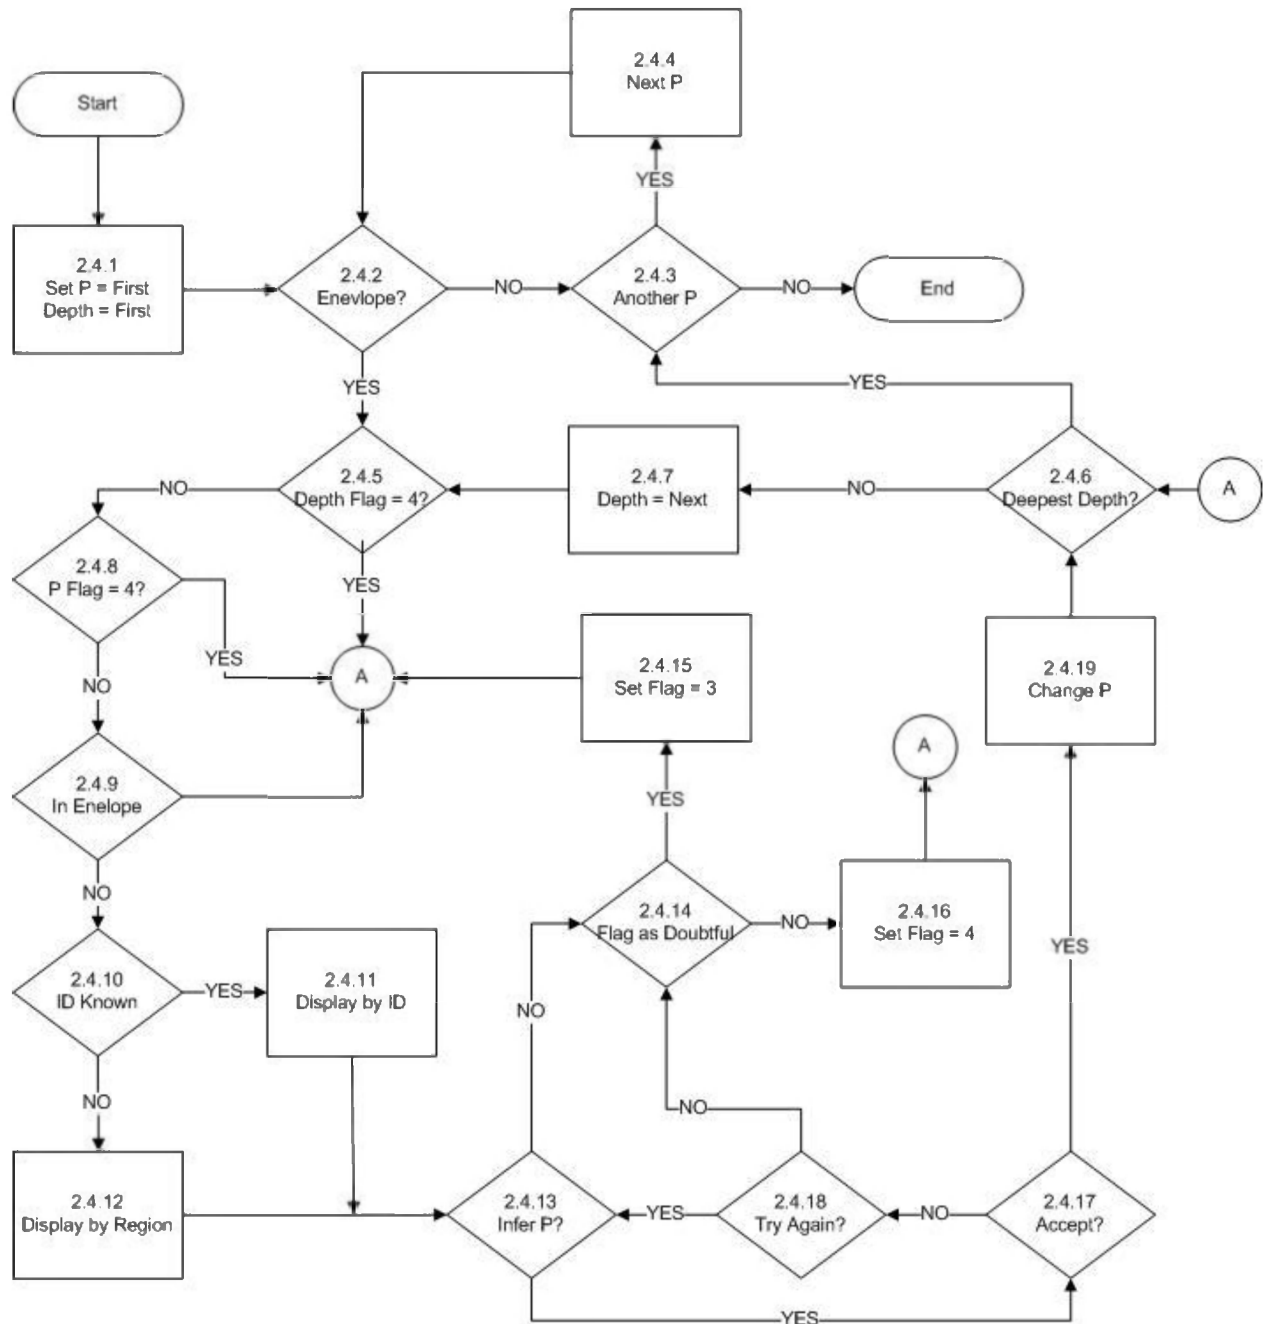 2.4.4
Next P
Start
YES
2.4.1
Set P = First
Depth = First
2.4.2
Enevlope?
NO
2.4.3
Another P
NO
End
YES
YES
2.4.5
Depth Flag = 4?
NO
2.4.7
Depth = Next
NO
2.4.6
Deepest Depth?
A
2.4.8
P Flag = 4?
YES
YES
A
2.4.15
Set Flag = 3
2.4.19
Change P
NO
A
2.4.9
In Enelope
YES
NO
2.4.14
Flag as Doubtful
NO
2.4.16
Set Flag = 4
YES
2.4.10
ID Known
YES
2.4.11
Display by ID
NO
NO
NO
2.4.12
Display by Region
2.4.13
Infer P?
YES
2.4.18
Try Again?
NO
2.4.17
Accept?
YES